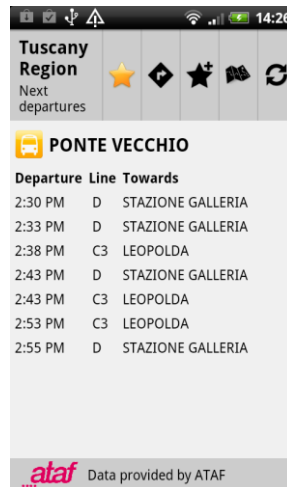 14:26
Tuscany
Region
Next
departures
PONTE VECCHIO
Departure Line Towards
2:30 PM D STAZIONE GALLERIA
2:33 PM D STAZIONE GALLERIA
2:38 PM C3 LEOPOLDA
2:43 PM D STAZIONE GALLERIA
2:43 PM C3 LEOPOLDA
2:53 PM C3 LEOPOLDA
2:55 PM D STAZIONE GALLERIA
ataf Data provided by ATAF